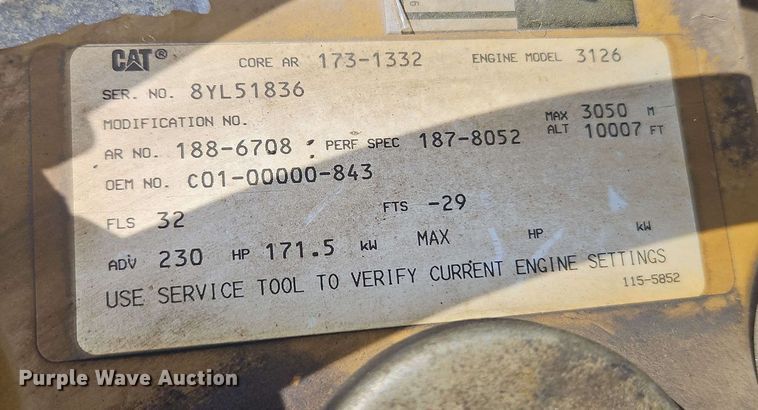 CAT® CORE AR 173-1332 ENGINE MODEL 3126
SER. NO. 8YL51836
MODIFICATION NO.
MAX 3050 M
AR NO. 188-6708 : PERF SPEC 187-8052 ALT 10007 FT
OEM NO. C01-00000-843
FLS 32 FTS -29
ADV 230 HP 171.5 kW MAX HP kW
USE SERVICE TOOL TO VERIFY CURRENT ENGINE SETTINGS
115-5852
Purple Wave Auction